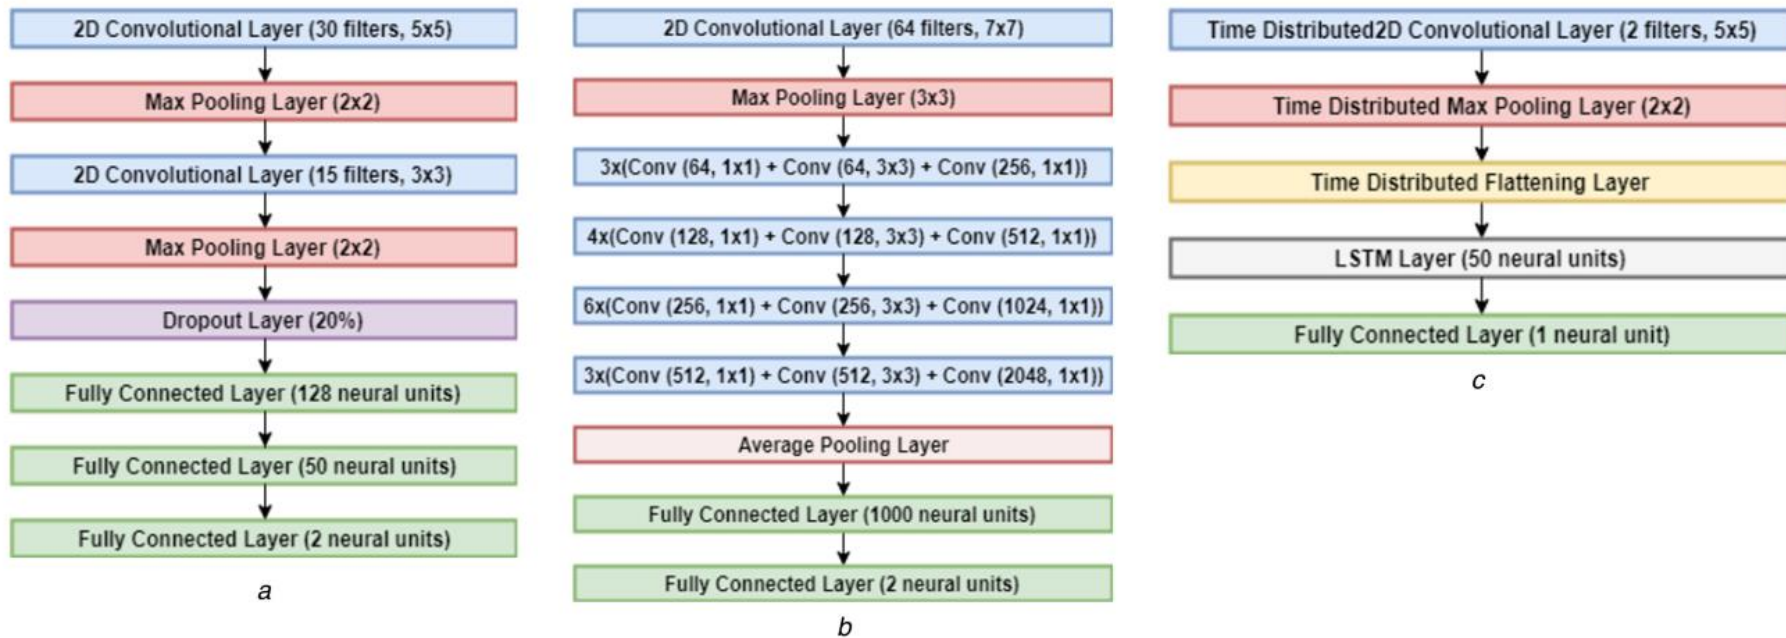 2D Convolutional Layer (30 filters, 5x5)
Max Pooling Layer (2x2)
2D Convolutional Layer (15 filters, 3x3)
Max Pooling Layer (2x2)
Dropout Layer (20%)
Fully Connected Layer (128 neural units)
Fully Connected Layer (50 neural units)
Fully Connected Layer (2 neural units)
a
2D Convolutional Layer (64 filters, 7x7)
Max Pooling Layer (3x3)
3x(Conv (64, 1x1) + Conv (64, 3x3) + Conv (256, 1x1))
4x(Conv (128, 1x1) + Conv (128, 3x3) + Conv (512, 1x1))
6x(Conv (256, 1x1) + Conv (256, 3x3) + Conv (1024, 1x1))
3x(Conv (512, 1x1) + Conv (512, 3x3) + Conv (2048, 1x1))
Average Pooling Layer
Fully Connected Layer (1000 neural units)
Fully Connected Layer (2 neural units)
b
Time Distributed2D Convolutional Layer (2 filters, 5x5)
Time Distributed Max Pooling Layer (2x2)
Time Distributed Flattening Layer
LSTM Layer (50 neural units)
Fully Connected Layer (1 neural unit)
c